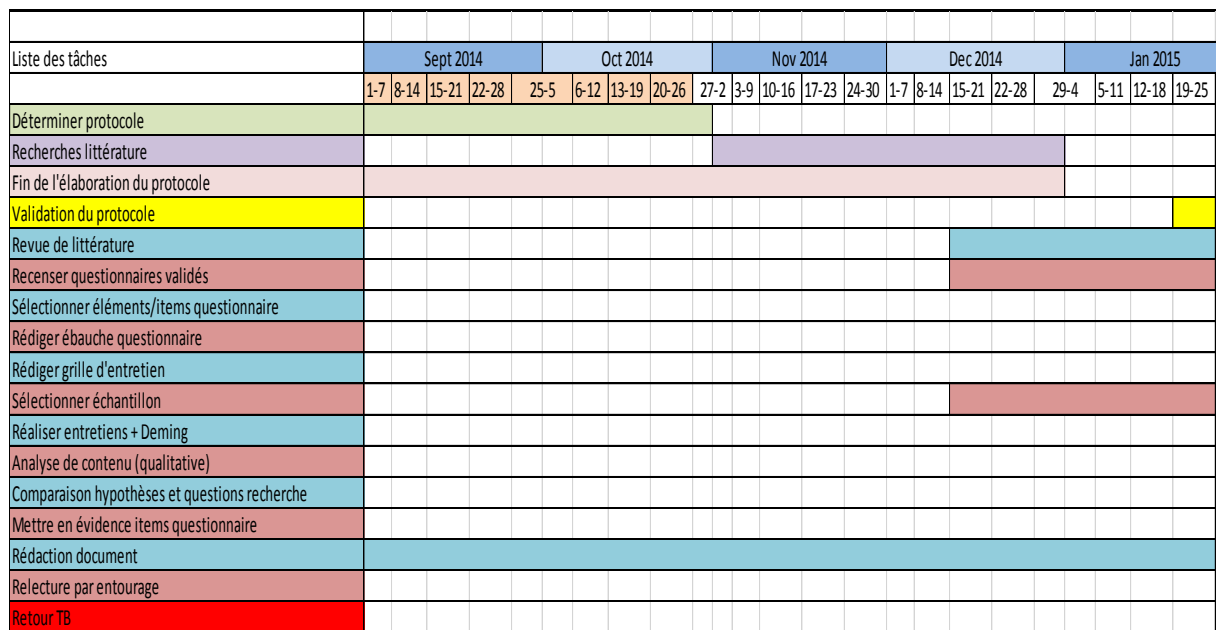 Liste des tâches Sept 2014 Oct 2014 Nov 2014 Dec 2014 Jan 2015
1-7 8-14 15-21 22-28 25-5 6-12 13-19 20-26 27-2 3-9 10-16 17-23 24-30 1-7 8-14 15-21 22-28 29-4 5-11 12-18 19-25
Déterminer protocole
Recherches littérature
Fin de l'élaboration du protocole
Validation du protocole
Revue de littérature
Recenser questionnaires validés
Sélectionner éléments/items questionnaire
Rédiger ébauche questionnaire
Rédiger grille d'entretien
Sélectionner échantillon
Réaliser entretiens + Deming
Analyse de contenu (qualitative)
Comparaison hypothèses et questions recherche
Mettre en évidence items questionnaire
Rédaction document
Relecture par entourage
Retour TB